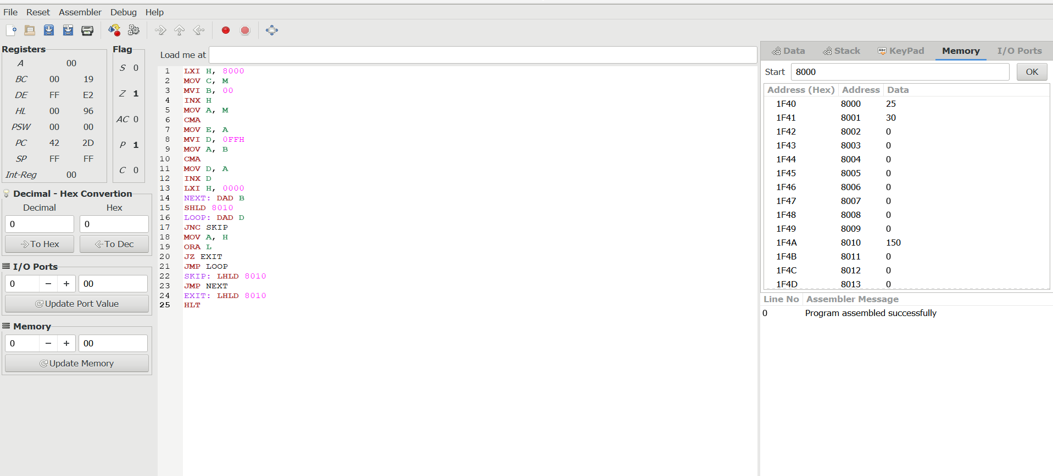 File Reset Assembler Debug Help
Registers
A 00
BC 00 19
DE FF E2
HL 00 96
PSW 00 00
PC 42 2D
SP FF FF
Int-Reg 00
Flag
S 0
Z 1
AC 0
P 1
C 0
Decimal - Hex Convertion
Decimal Hex
0 0
To Hex To Dec
I/O Ports
0 − + 00
Update Port Value
Memory
0 − + 00
Update Memory
Load me at
1 LXI H, 8000
2 MOV C, M
3 MVI B, 00
4 INX H
5 MOV A, M
6 CMA
7 MOV E, A
8 MVI D, 0FFH
9 MOV A, B
10 CMA
11 MOV D, A
12 INX D
13 LXI H, 0000
14 NEXT: DAD B
15 SHLD 8010
16 LOOP: DAD D
17 JNC SKIP
18 MOV A, H
19 ORA L
20 JZ EXIT
21 JMP LOOP
22 SKIP: LHLD 8010
23 JMP NEXT
24 EXIT: LHLD 8010
25 HLT
Data Stack KeyPad Memory I/O Ports
Start 8000 OK
Address (Hex) Address Data
1F40 8000 25
1F41 8001 30
1F42 8002 0
1F43 8003 0
1F44 8004 0
1F45 8005 0
1F46 8006 0
1F47 8007 0
1F48 8008 0
1F49 8009 0
1F4A 8010 150
1F4B 8011 0
1F4C 8012 0
1F4D 8013 0
Line No Assembler Message
0 Program assembled successfully